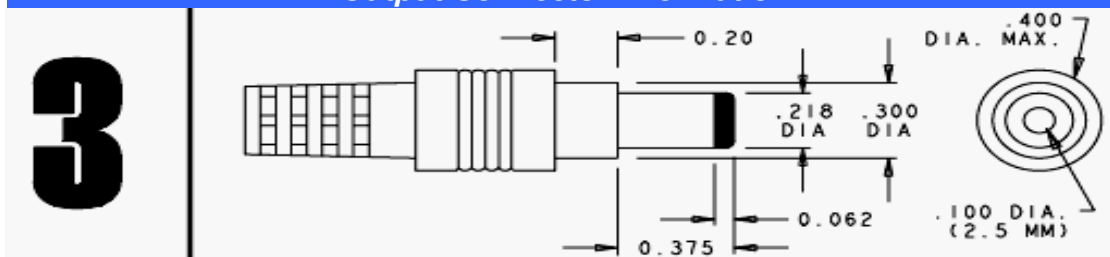 3
0.20
.400
DIA. MAX.
.218
DIA
.300
DIA
0.062
0.375
.100 DIA.
(2.5 MM)